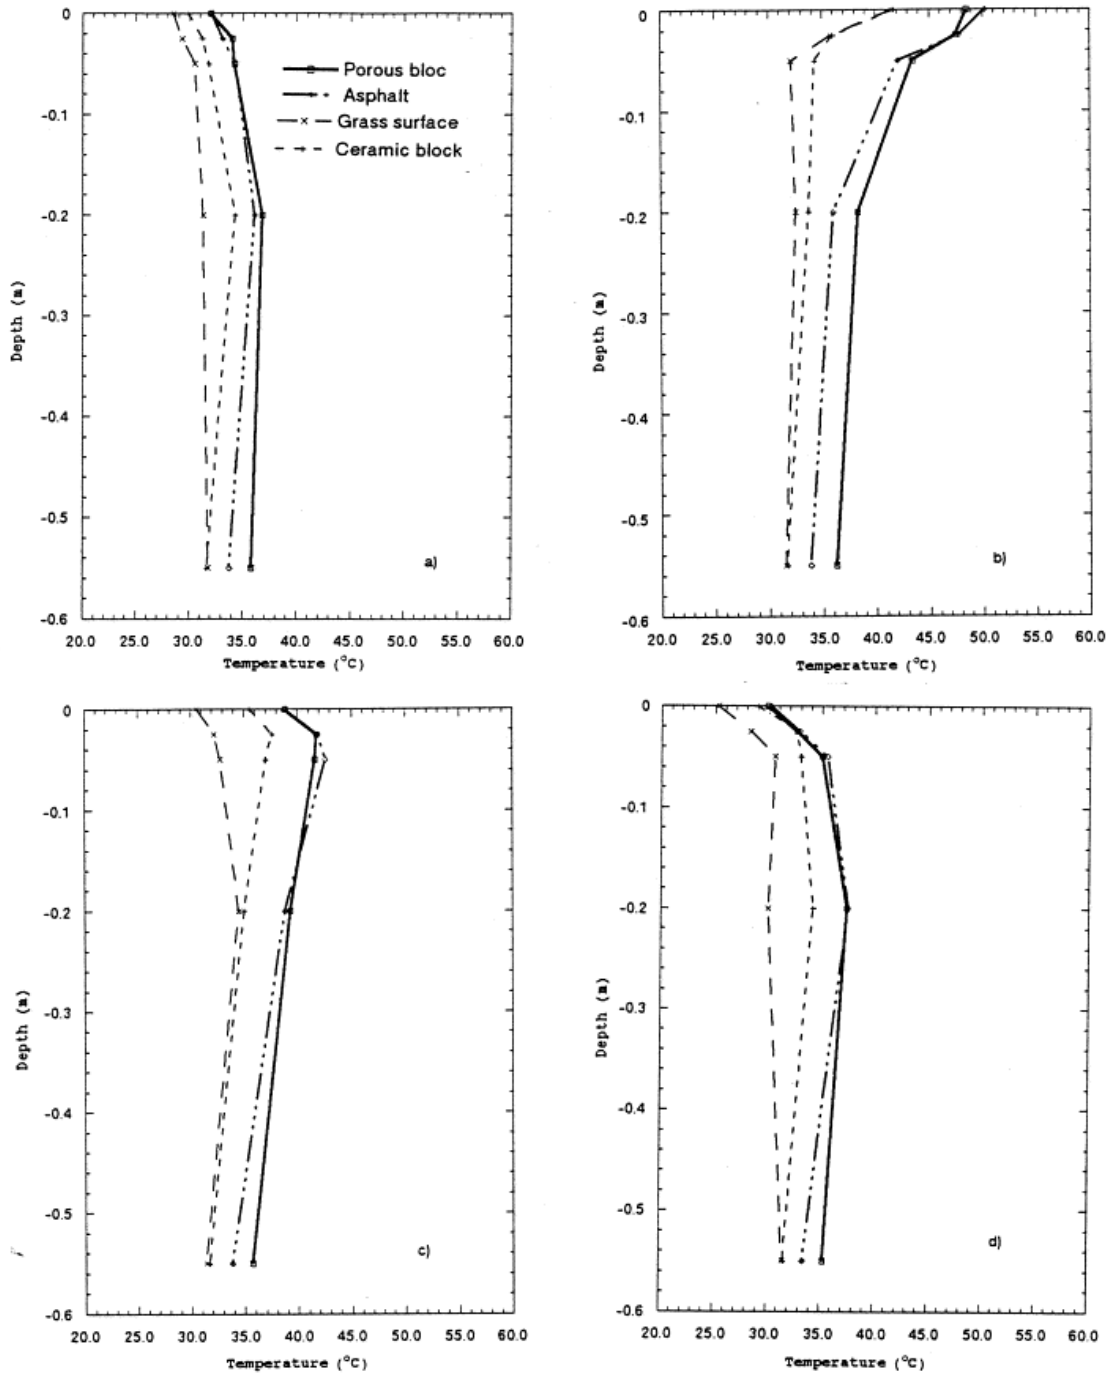 0
-0.1
-0.2
-0.3
-0.4
-0.5
-0.6
Depth (m)
Porous bloc
Asphalt
Grass surface
Ceramic block
a)
20.0 25.0 30.0 35.0 40.0 45.0 50.0 55.0 60.0
Temperature (°C)
0
-0.1
-0.2
-0.3
-0.4
-0.5
-0.6
Depth (m)
b)
20.0 25.0 30.0 35.0 40.0 45.0 50.0 55.0 60.0
Temperature (°C)
0
-0.1
-0.2
-0.3
-0.4
-0.5
-0.6
Depth (m)
c)
20.0 25.0 30.0 35.0 40.0 45.0 50.0 55.0 60.0
Temperature (°C)
0
-0.1
-0.2
-0.3
-0.4
-0.5
-0.6
Depth (m)
d)
20.0 25.0 30.0 35.0 40.0 45.0 50.0 55.0 60.0
Temperature (°C)